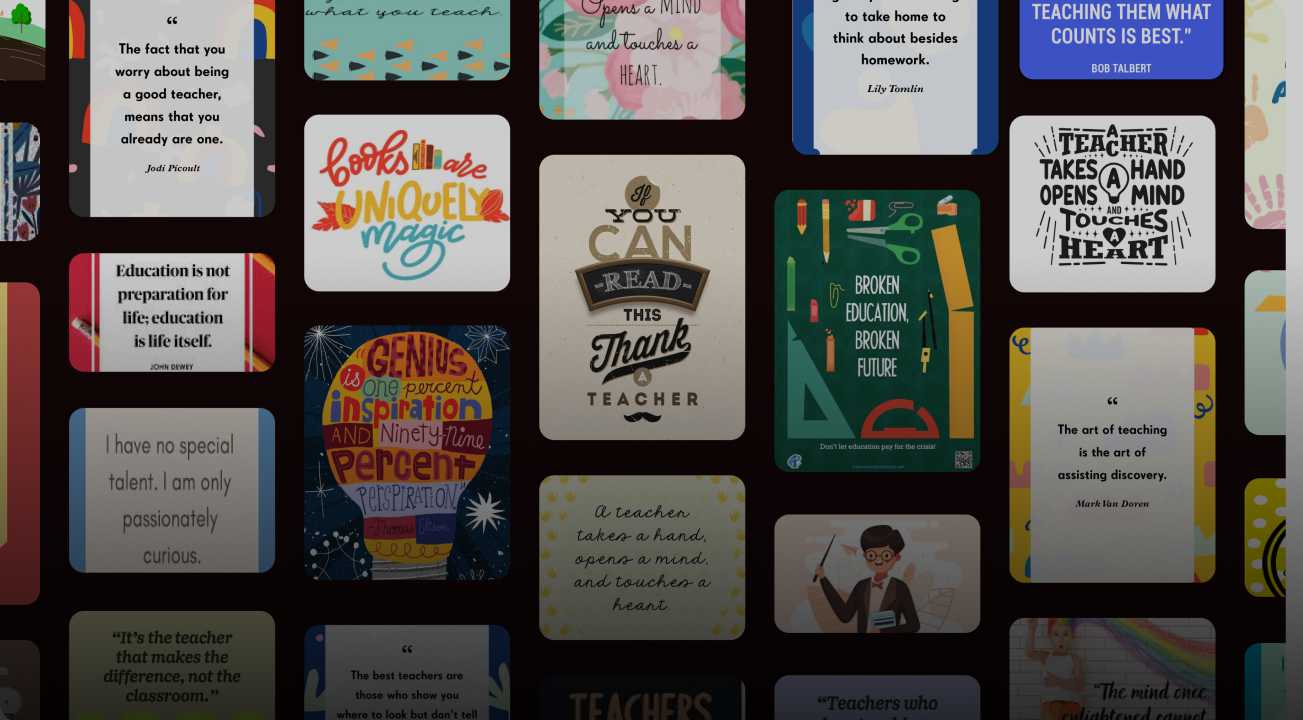 “
The fact that you
worry about being
a good teacher,
means that you
already are one.
Jodi Picoult
Education is not
preparation for
life; education
is life itself.
JOHN DEWEY
I have no special
talent. I am only
passionately
curious.
“It’s the teacher
that makes the
difference, not the
classroom.”
what you teach.
books are
UNIQUELY
magic
GENIUS
is one percent
inspiration
AND Ninety-Nine.
Percent
PERSPIRATION”
-Thomas Edison
“
The best teachers are
those who show you
where to look but don't tell
Opens a MIND
and touches a
HEART.
If
YOU
CAN
-READ-
THIS
Thank
A
TEACHER
A teacher
takes a hand,
opens a mind,
and touches a
heart.
TEACHERS
to take home to
think about besides
homework.
Lily Tomlin
BROKEN
EDUCATION,
BROKEN
FUTURE
Don't let education pay for the crisis!
“Teachers who
TEACHING THEM WHAT
COUNTS IS BEST.”
BOB TALBERT
A
TEACHER
TAKES A HAND
OPENS A MIND
AND
TOUCHES
A
HEART
“
The art of teaching
is the art of
assisting discovery.
Mark Van Doren
“The mind once
enlightened cannot